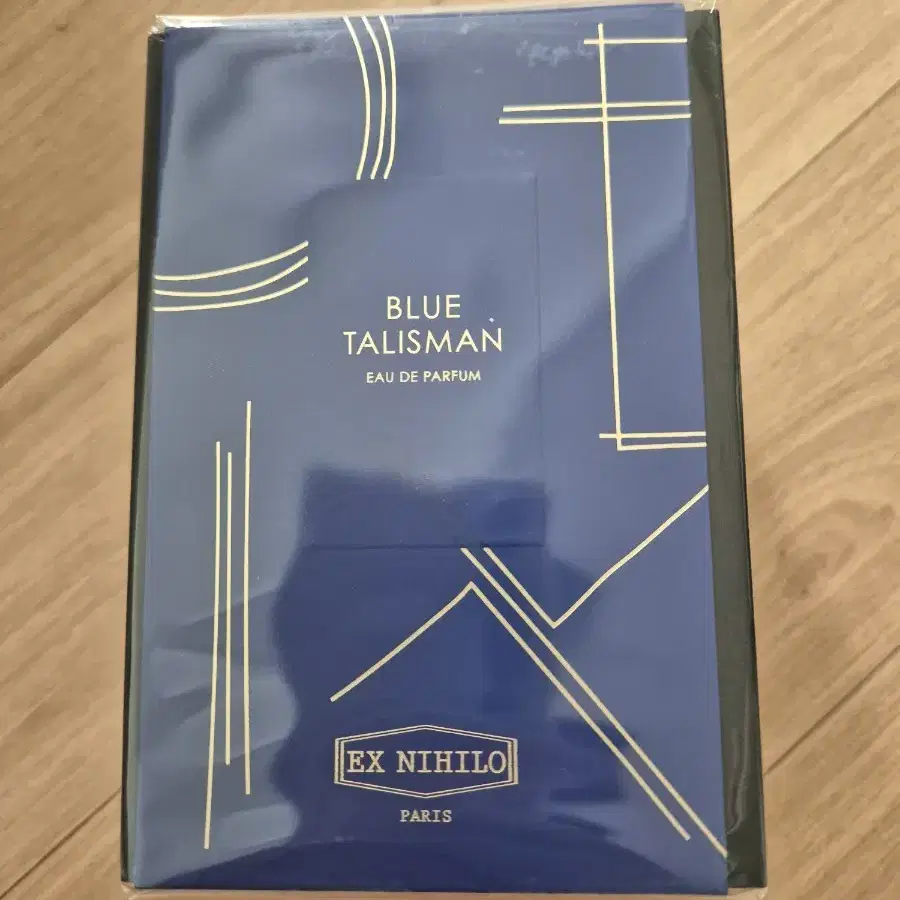 BLUE
TALISMAN
EAU DE PARFUM
EX NIHILO
PARIS